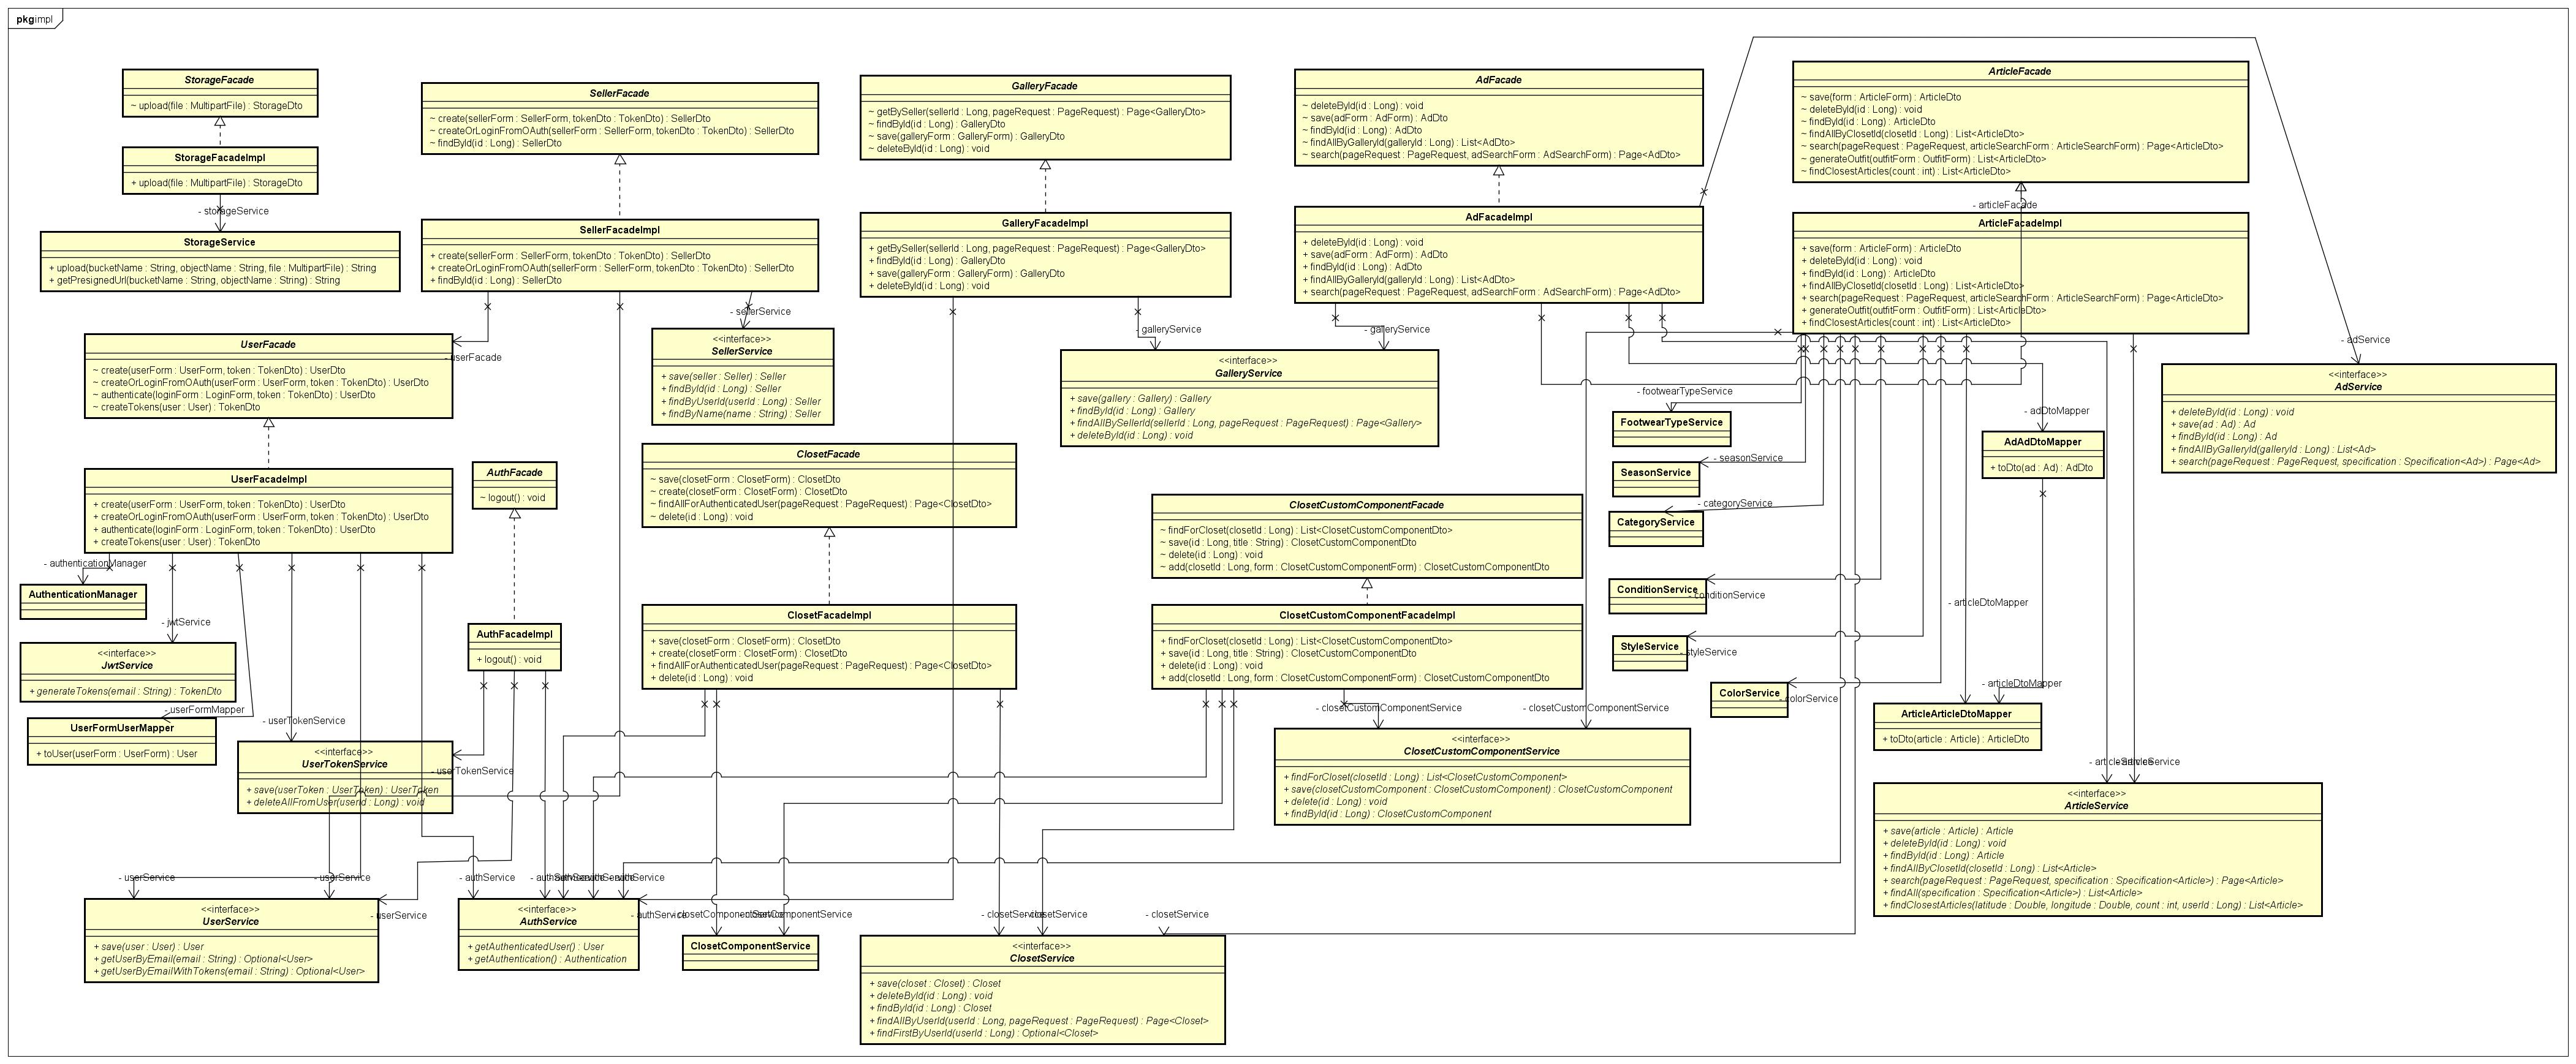 pkg impl
StorageFacade
~ upload(file : MultipartFile) : StorageDto
StorageFacadeImpl
+ upload(file : MultipartFile) : StorageDto
- storageService
StorageService
+ upload(bucketName : String, objectName : String, file : MultipartFile) : String
+ getPresignedUrl(bucketName : String, objectName : String) : String
SellerFacade
~ create(sellerForm : SellerForm, tokenDto : TokenDto) : SellerDto
~ createOrLoginFromOAuth(sellerForm : SellerForm, tokenDto : TokenDto) : SellerDto
~ findById(id : Long) : SellerDto
SellerFacadeImpl
+ create(sellerForm : SellerForm, tokenDto : TokenDto) : SellerDto
+ createOrLoginFromOAuth(sellerForm : SellerForm, tokenDto : TokenDto) : SellerDto
+ findById(id : Long) : SellerDto
- sellerService
<<interface>>
SellerService
+ save(seller : Seller) : Seller
+ findById(id : Long) : Seller
+ findByUserId(userId : Long) : Seller
+ findByName(name : String) : Seller
GalleryFacade
~ getBySeller(sellerId : Long, pageRequest : PageRequest) : Page<GalleryDto>
~ findById(id : Long) : GalleryDto
~ save(galleryForm : GalleryForm) : GalleryDto
~ deleteById(id : Long) : void
GalleryFacadeImpl
+ getBySeller(sellerId : Long, pageRequest : PageRequest) : Page<GalleryDto>
+ findById(id : Long) : GalleryDto
+ save(galleryForm : GalleryForm) : GalleryDto
+ deleteById(id : Long) : void
- galleryService
- galleryService
<<interface>>
GalleryService
+ save(gallery : Gallery) : Gallery
+ findById(id : Long) : Gallery
+ findAllBySellerId(sellerId : Long, pageRequest : PageRequest) : Page<Gallery>
+ deleteById(id : Long) : void
AdFacade
~ deleteById(id : Long) : void
~ save(adForm : AdForm) : AdDto
~ findById(id : Long) : AdDto
~ findAllByGalleryId(galleryId : Long) : List<AdDto>
~ search(pageRequest : PageRequest, adSearchForm : AdSearchForm) : Page<AdDto>
AdFacadeImpl
+ deleteById(id : Long) : void
+ save(adForm : AdForm) : AdDto
+ findById(id : Long) : AdDto
+ findAllByGalleryId(galleryId : Long) : List<AdDto>
+ search(pageRequest : PageRequest, adSearchForm : AdSearchForm) : Page<AdDto>
ArticleFacade
~ save(form : ArticleForm) : ArticleDto
~ deleteById(id : Long) : void
~ findById(id : Long) : ArticleDto
~ findAllByClosetId(closetId : Long) : List<ArticleDto>
~ search(pageRequest : PageRequest, articleSearchForm : ArticleSearchForm) : Page<ArticleDto>
~ generateOutfit(outfitForm : OutfitForm) : List<ArticleDto>
~ findClosestArticles(count : int) : List<ArticleDto>
- articleFacade
ArticleFacadeImpl
+ save(form : ArticleForm) : ArticleDto
+ deleteById(id : Long) : void
+ findById(id : Long) : ArticleDto
+ findAllByClosetId(closetId : Long) : List<ArticleDto>
+ search(pageRequest : PageRequest, articleSearchForm : ArticleSearchForm) : Page<ArticleDto>
+ generateOutfit(outfitForm : OutfitForm) : List<ArticleDto>
+ findClosestArticles(count : int) : List<ArticleDto>
- adService
<<interface>>
AdService
+ deleteById(id : Long) : void
+ save(ad : Ad) : Ad
+ findById(id : Long) : Ad
+ findAllByGalleryId(galleryId : Long) : List<Ad>
+ search(pageRequest : PageRequest, specification : Specification<Ad>) : Page<Ad>
- userFacade
UserFacade
~ create(userForm : UserForm, token : TokenDto) : UserDto
~ createOrLoginFromOAuth(userForm : UserForm, token : TokenDto) : UserDto
~ authenticate(loginForm : LoginForm, token : TokenDto) : UserDto
~ createTokens(user : User) : TokenDto
UserFacadeImpl
+ create(userForm : UserForm, token : TokenDto) : UserDto
+ createOrLoginFromOAuth(userForm : UserForm, token : TokenDto) : UserDto
+ authenticate(loginForm : LoginForm, token : TokenDto) : UserDto
+ createTokens(user : User) : TokenDto
- authenticationManager
AuthenticationManager
- jwtService
<<interface>>
JwtService
+ generateTokens(email : String) : TokenDto
- userFormMapper
UserFormUserMapper
+ toUser(userForm : UserForm) : User
- userTokenService
<<interface>>
UserTokenService
- userTokenService
+ save(userToken : UserToken) : UserToken
+ deleteAllFromUser(userId : Long) : void
AuthFacade
~ logout() : void
AuthFacadeImpl
+ logout() : void
ClosetFacade
~ save(closetForm : ClosetForm) : ClosetDto
~ create(closetForm : ClosetForm) : ClosetDto
~ findAllForAuthenticatedUser(pageRequest : PageRequest) : Page<ClosetDto>
~ delete(id : Long) : void
ClosetFacadeImpl
+ save(closetForm : ClosetForm) : ClosetDto
+ create(closetForm : ClosetForm) : ClosetDto
+ findAllForAuthenticatedUser(pageRequest : PageRequest) : Page<ClosetDto>
+ delete(id : Long) : void
ClosetCustomComponentFacade
~ findForCloset(closetId : Long) : List<ClosetCustomComponentDto>
~ save(id : Long, title : String) : ClosetCustomComponentDto
~ delete(id : Long) : void
~ add(closetId : Long, form : ClosetCustomComponentForm) : ClosetCustomComponentDto
ClosetCustomComponentFacadeImpl
+ findForCloset(closetId : Long) : List<ClosetCustomComponentDto>
+ save(id : Long, title : String) : ClosetCustomComponentDto
+ delete(id : Long) : void
+ add(closetId : Long, form : ClosetCustomComponentForm) : ClosetCustomComponentDto
- closetCustomComponentService
- closetCustomComponentService
<<interface>>
ClosetCustomComponentService
+ findForCloset(closetId : Long) : List<ClosetCustomComponent>
+ save(closetCustomComponent : ClosetCustomComponent) : ClosetCustomComponent
+ delete(id : Long) : void
+ findById(id : Long) : ClosetCustomComponent
- footwearTypeService
FootwearTypeService
- seasonService
SeasonService
- categoryService
CategoryService
ConditionService
- conditionService
StyleService
- styleService
ColorService
- colorService
- adDtoMapper
AdAdDtoMapper
+ toDto(ad : Ad) : AdDto
- articleDtoMapper
- articleDtoMapper
ArticleArticleDtoMapper
+ toDto(article : Article) : ArticleDto
- articleService
- articleService
<<interface>>
ArticleService
+ save(article : Article) : Article
+ deleteById(id : Long) : void
+ findById(id : Long) : Article
+ findAllByClosetId(closetId : Long) : List<Article>
+ search(pageRequest : PageRequest, specification : Specification<Article>) : Page<Article>
+ findAll(specification : Specification<Article>) : List<Article>
+ findClosestArticles(latitude : Double, longitude : Double, count : int, userId : Long) : List<Article>
- userService
- userService
- userService
<<interface>>
UserService
+ save(user : User) : User
+ getUserByEmail(email : String) : Optional<User>
+ getUserByEmailWithTokens(email : String) : Optional<User>
- authService
- authService
- authService
- authService
- authService
- authService
<<interface>>
AuthService
+ getAuthenticatedUser() : User
+ getAuthentication() : Authentication
- closetComponentService
- closetComponentService
ClosetComponentService
- closetService
- closetService
- closetService
<<interface>>
ClosetService
+ save(closet : Closet) : Closet
+ deleteById(id : Long) : void
+ findById(id : Long) : Closet
+ findAllByUserId(userId : Long, pageRequest : PageRequest) : Page<Closet>
+ findFirstByUserId(userId : Long) : Optional<Closet>